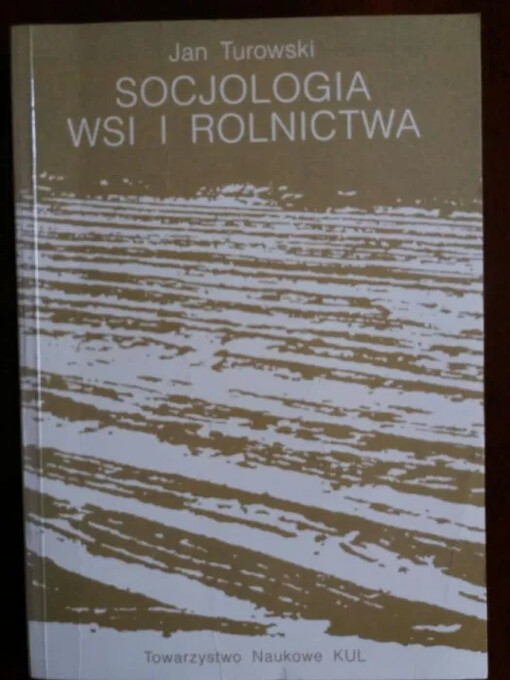 Jan Turowski
SOCJOLOGIA
WSI I ROLNICTWA
Towarzystwo Naukowe KUL